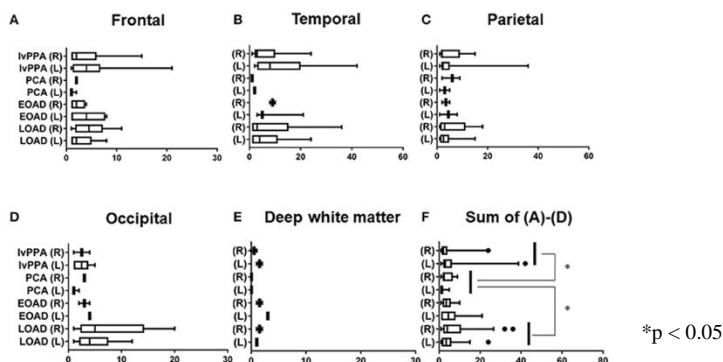 A Frontal
lvPPA (R)
lvPPA (L)
PCA (R)
PCA (L)
EOAD (R)
EOAD (L)
LOAD (R)
LOAD (L)
0 10 20 30
B Temporal
(R)
(L)
(R)
(L)
(R)
(L)
(R)
(L)
0 20 40 60
C Parietal
(R)
(L)
(R)
(L)
(R)
(L)
(R)
(L)
0 20 40 60
D Occipital
lvPPA (R)
lvPPA (L)
PCA (R)
PCA (L)
EOAD (R)
EOAD (L)
LOAD (R)
LOAD (L)
0 10 20 30
E Deep white matter
(R)
(L)
(R)
(L)
(R)
(L)
(R)
(L)
0 10 20 30
F Sum of (A)-(D)
(R)
(L)
(R)
(L)
(R)
(L)
(R)
(L)
0 20 40 60 80
*
*
*p < 0.05